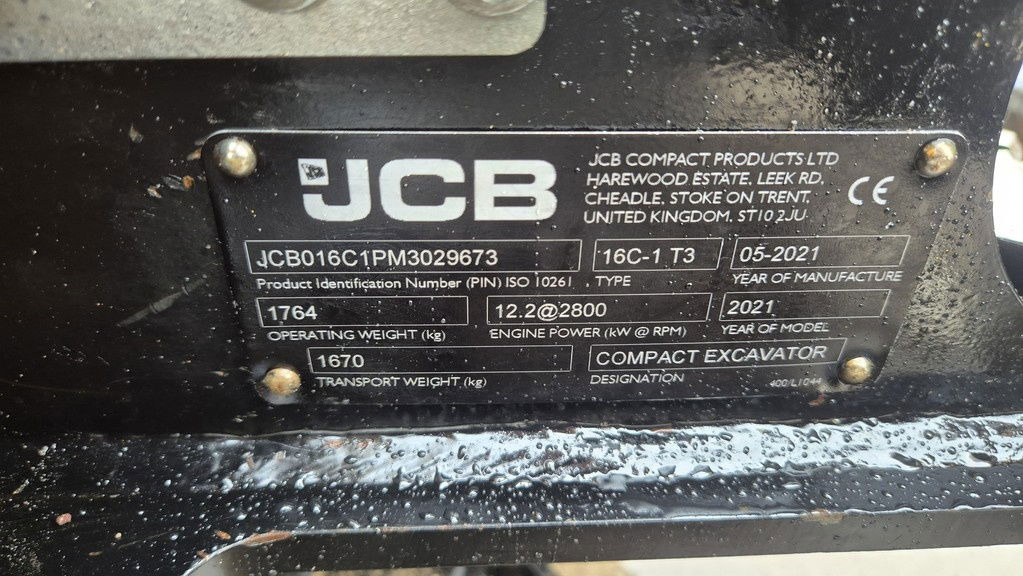 JCB
JCB COMPACT PRODUCTS LTD
HAREWOOD ESTATE, LEEK RD,
CHEADLE, STOKE ON TRENT,
UNITED KINGDOM, ST10 2JU
CE
JCB016C1PM3029673
Product Identification Number (PIN) ISO 10261
16C-1 T3
TYPE
05-2021
YEAR OF MANUFACTURE
1764
OPERATING WEIGHT (kg)
12.2@2800
ENGINE POWER (kW @ RPM)
2021
YEAR OF MODEL
1670
TRANSPORT WEIGHT (kg)
COMPACT EXCAVATOR
DESIGNATION
400/L1044